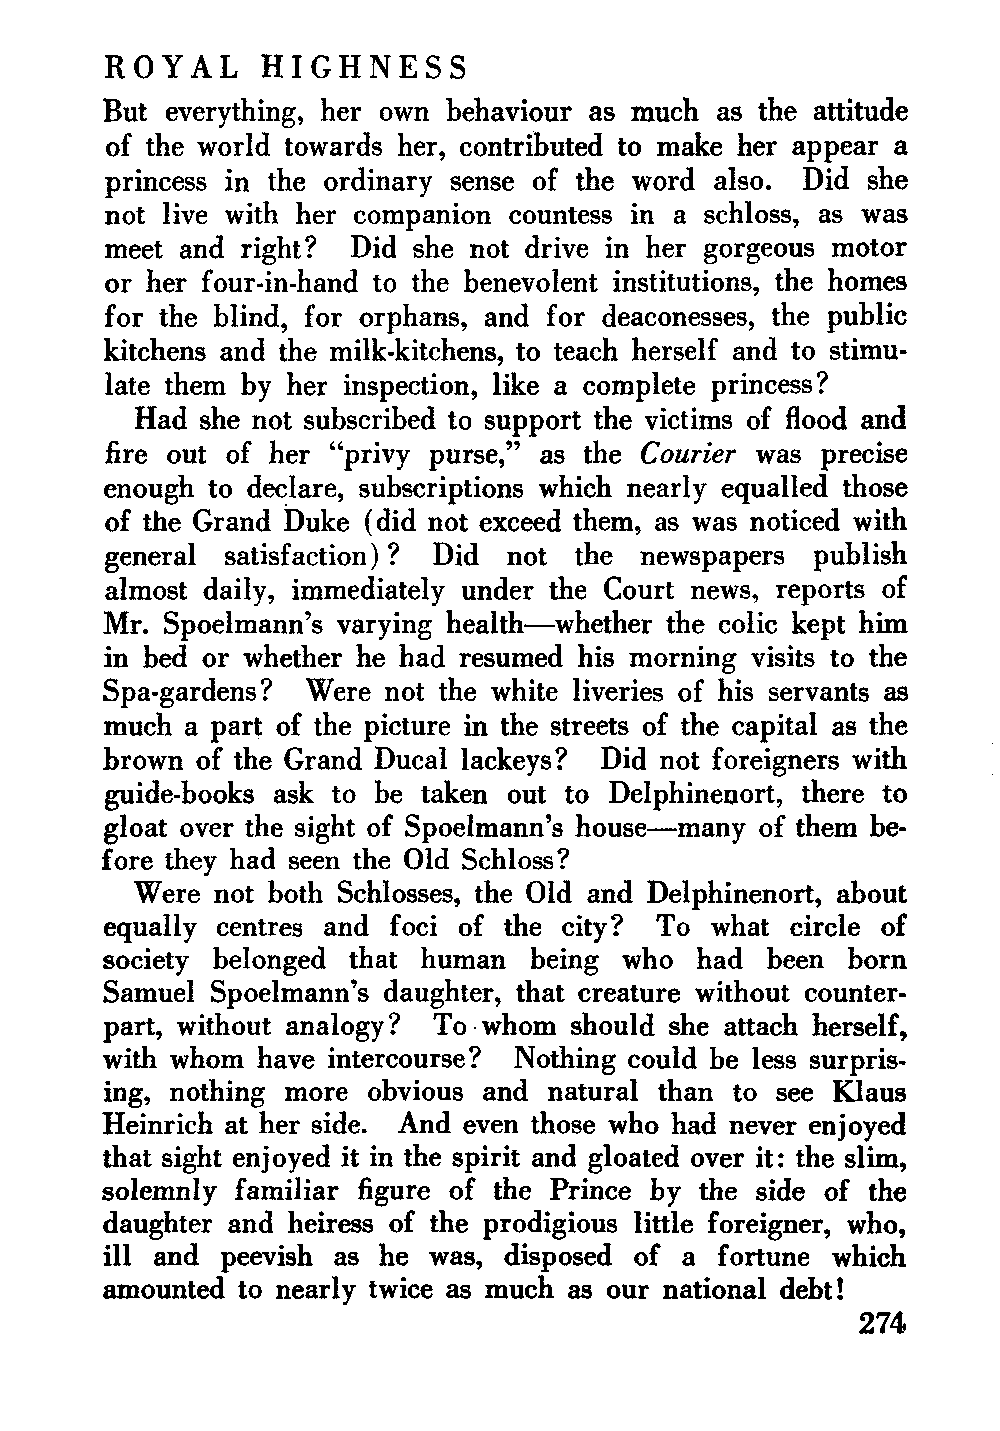 ROYAL HIGHNESS
But everything, her own behaviour as much as the attitude
of the world towards her, contributed to make her appear a
princess in the ordinary sense of the word also. Did she
not live with her companion countess in a schloss, as was
meet and right? Did she not drive in her gorgeous motor
or her four-in-hand to the benevolent institutions, the homes
for the blind, for orphans, and for deaconesses, the public
kitchens and the milk-kitchens, to teach herself and to stimu-
late them by her inspection, like a complete princess?
Had she not subscribed to support the victims of flood and
fire out of her “privy purse,” as the Courier was precise
enough to declare, subscriptions which nearly equalled those
of the Grand Duke (did not exceed them, as was noticed with
general satisfaction)? Did not the newspapers publish
almost daily, immediately under the Court news, reports of
Mr. Spoelmann's varying health—whether the colic kept him
in bed or whether he had resumed his morning visits to the
Spa-gardens? Were not the white liveries of his servants as
much a part of the picture in the streets of the capital as the
brown of the Grand Ducal lackeys? Did not foreigners with
guide-books ask to be taken out to Delphinenort, there to
gloat over the sight of Spoelmann's house—many of them be-
fore they had seen the Old Schloss?
Were not both Schlosses, the Old and Delphinenort, about
equally centres and foci of the city? To what circle of
society belonged that human being who had been born
Samuel Spoelmann's daughter, that creature without counter-
part, without analogy? To whom should she attach herself,
with whom have intercourse? Nothing could be less surpris-
ing, nothing more obvious and natural than to see Klaus
Heinrich at her side. And even those who had never enjoyed
that sight enjoyed it in the spirit and gloated over it: the slim,
solemnly familiar figure of the Prince by the side of the
daughter and heiress of the prodigious little foreigner, who,
ill and peevish as he was, disposed of a fortune which
amounted to nearly twice as much as our national debt!
274